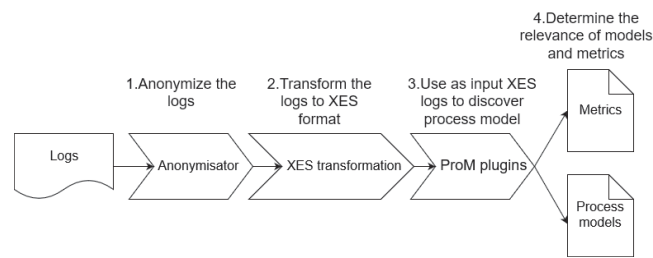 4.Determine the
relevance of models
and metrics
1.Anonymize the
logs
2.Transform the
logs to XES
format
3.Use as input XES
logs to discover
process model
Logs
Anonymisator
XES transformation
ProM plugins
Metrics
Process
models